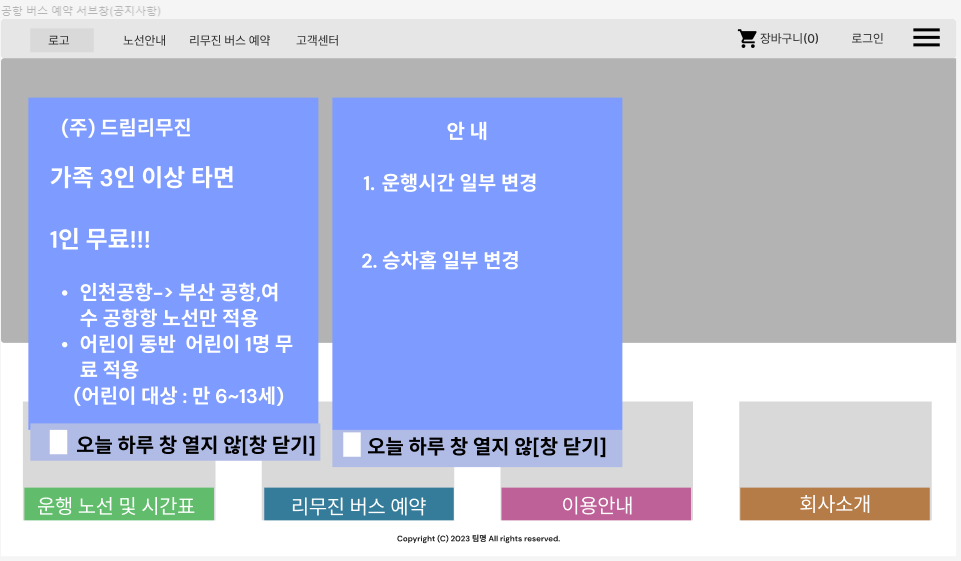 공항 버스 예약 서브창(공지사항)
로고 노선안내 리무진 버스 예약 고객센터 장바구니(0) 로그인
(주) 드림리무진
가족 3인 이상 타면
1인 무료!!!
• 인천공항-> 부산 공항,여
수 공항항 노선만 적용
• 어린이 동반 어린이 1명 무
료 적용
(어린이 대상 : 만 6~13세)
오늘 하루 창 열지 않[창 닫기]
안 내
1. 운행시간 일부 변경
2. 승차홈 일부 변경
오늘 하루 창 열지 않[창 닫기]
운행 노선 및 시간표
리무진 버스 예약
이용안내
회사소개
Copyright (C) 2023 팀명 All rights reserved.